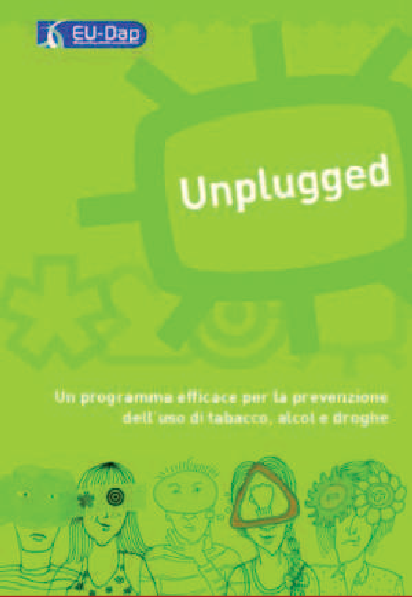 EU-Dap
Unplugged
Un programma efficace per la prevenzione
dell'uso di tabacco, alcol e droghe